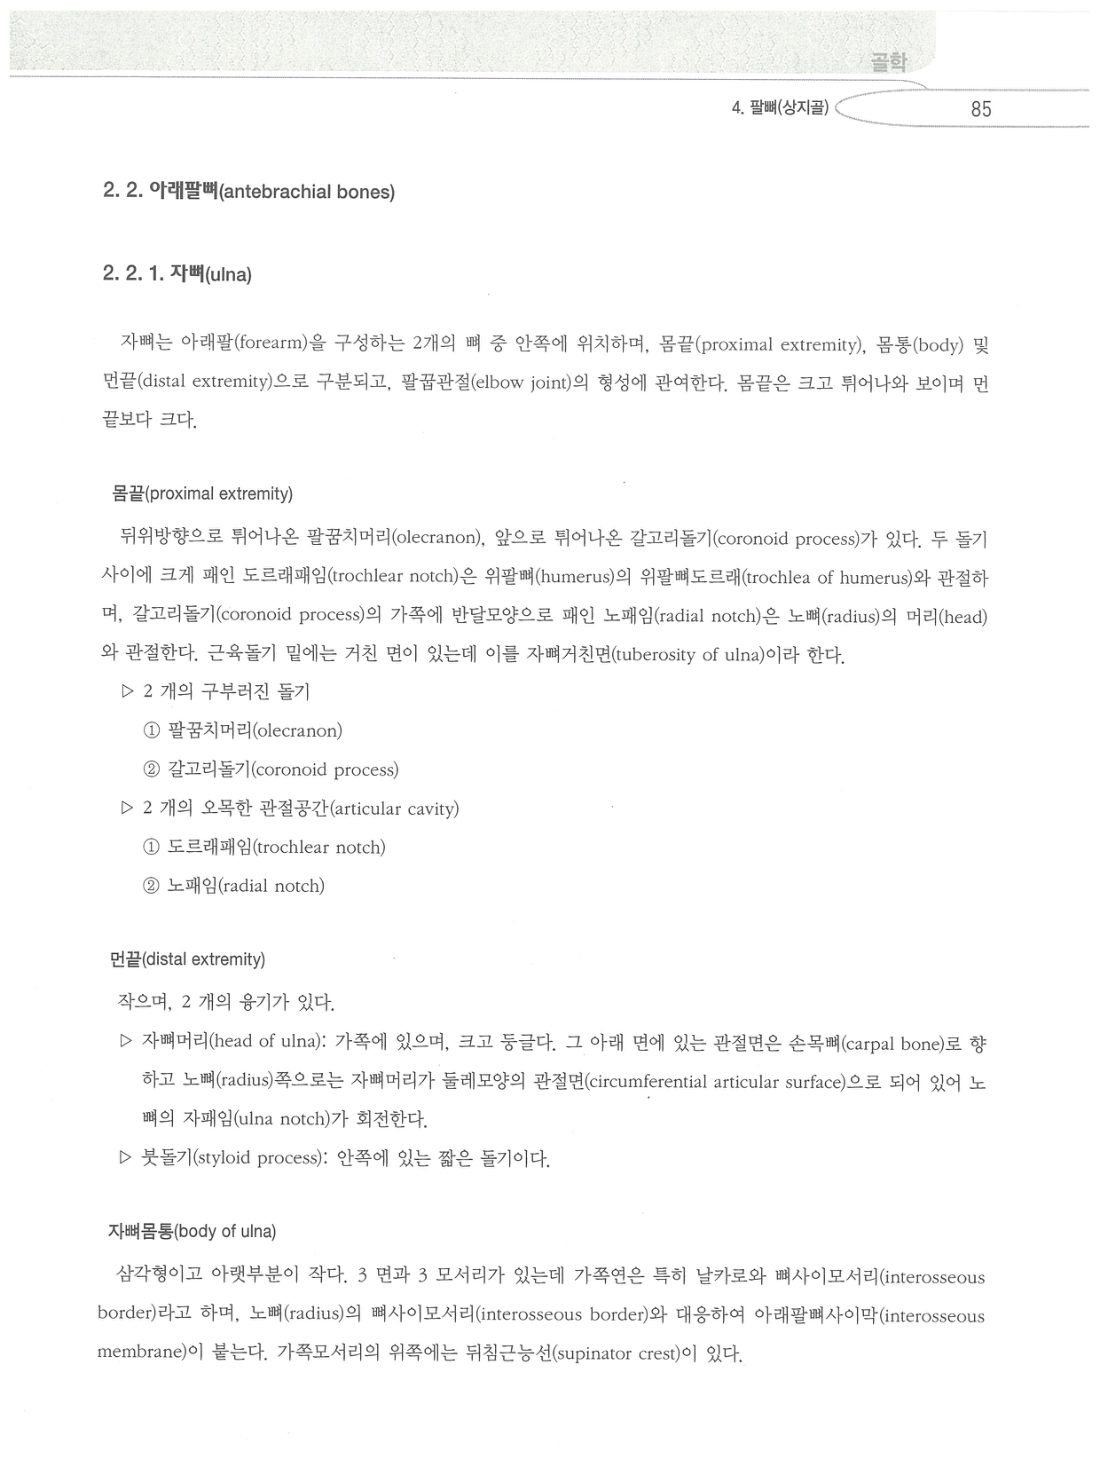 골학
4. 팔뼈(상지골)
85
2. 2. 아래팔뼈(antebrachial bones)
2. 2. 1. 자뼈(ulna)
자뼈는 아래팔(forearm)을 구성하는 2개의 뼈 중 안쪽에 위치하며, 몸끝(proximal extremity), 몸통(body) 및
먼끝(distal extremity)으로 구분되고, 팔꿉관절(elbow joint)의 형성에 관여한다. 몸끝은 크고 튀어나와 보이며 먼
끝보다 크다.
몸끝(proximal extremity)
뒤위방향으로 튀어나온 팔꿈치머리(olecranon), 앞으로 튀어나온 갈고리돌기(coronoid process)가 있다. 두 돌기
사이에 크게 패인 도르래패임(trochlear notch)은 위팔뼈(humerus)의 위팔뼈도르래(trochlea of humerus)와 관절하
며, 갈고리돌기(coronoid process)의 가쪽에 반달모양으로 패인 노패임(radial notch)은 노뼈(radius)의 머리(head)
와 관절한다. 근육돌기 밑에는 거친 면이 있는데 이를 자뼈거친면(tuberosity of ulna)이라 한다.
▷ 2 개의 구부러진 돌기
① 팔꿈치머리(olecranon)
② 갈고리돌기(coronoid process)
▷ 2 개의 오목한 관절공간(articular cavity)
① 도르래패임(trochlear notch)
② 노패임(radial notch)
먼끝(distal extremity)
작으며, 2 개의 융기가 있다.
▷ 자뼈머리(head of ulna): 가쪽에 있으며, 크고 둥글다. 그 아래 면에 있는 관절면은 손목뼈(carpal bone)로 향
하고 노뼈(radius)쪽으로는 자뼈머리가 둘레모양의 관절면(circumferential articular surface)으로 되어 있어 노
뼈의 자패임(ulna notch)가 회전한다.
▷ 붓돌기(styloid process): 안쪽에 있는 짧은 돌기이다.
자뼈몸통(body of ulna)
삼각형이고 아랫부분이 작다. 3 면과 3 모서리가 있는데 가쪽연은 특히 날카로와 뼈사이모서리(interosseous
border)라고 하며, 노뼈(radius)의 뼈사이모서리(interosseous border)와 대응하여 아래팔뼈사이막(interosseous
membrane)이 붙는다. 가쪽모서리의 위쪽에는 뒤침근능선(supinator crest)이 있다.